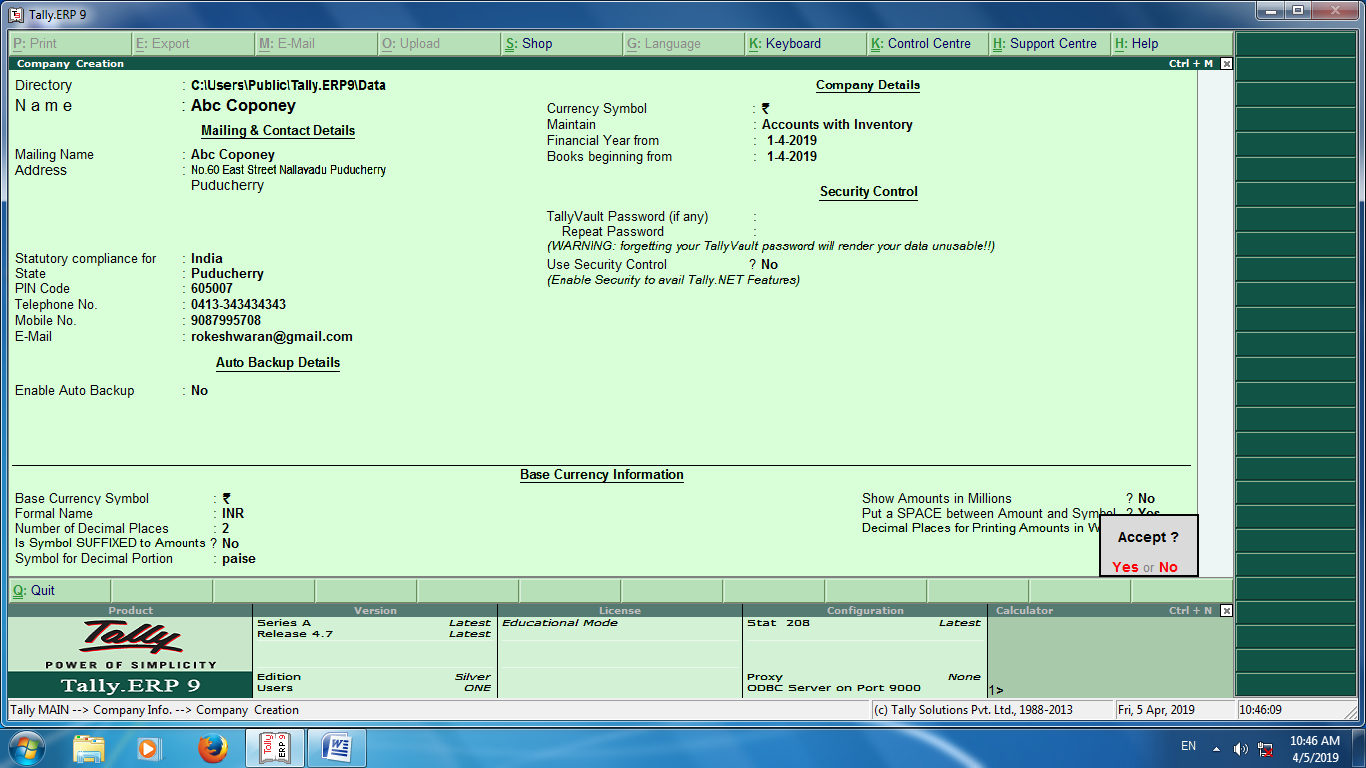 Tally.ERP 9
P: Print E: Export M: E-Mail O: Upload S: Shop G: Language K: Keyboard K: Control Centre H: Support Centre H: Help
Company Creation Ctrl + M
Directory : C:\Users\Public\Tally.ERP9\Data
Name : Abc Coponey
Mailing & Contact Details
Mailing Name : Abc Coponey
Address : No.60 East Street Nallavadu Puducherry
Puducherry
Statutory compliance for : India
State : Puducherry
PIN Code : 605007
Telephone No. : 0413-343434343
Mobile No. : 9087995708
E-Mail : rokeshwaran@gmail.com
Auto Backup Details
Enable Auto Backup : No
Company Details
Currency Symbol : ₹
Maintain : Accounts with Inventory
Financial Year from : 1-4-2019
Books beginning from : 1-4-2019
Security Control
TallyVault Password (if any) :
Repeat Password :
(WARNING: forgetting your TallyVault password will render your data unusable!!)
Use Security Control ? No
(Enable Security to avail Tally.NET Features)
Base Currency Information
Base Currency Symbol : ₹
Formal Name : INR
Number of Decimal Places : 2
Is Symbol SUFFIXED to Amounts ? No
Symbol for Decimal Portion : paise
Show Amounts in Millions ? No
Put a SPACE between Amount and Symbol ? Yes
Decimal Places for Printing Amounts in W
Accept ?
Yes or No
Q: Quit
Product Version License Configuration Calculator Ctrl + N
Tally
POWER OF SIMPLICITY
Tally.ERP 9
Series A Latest
Release 4.7 Latest
Edition Silver
Users ONE
Educational Mode
Stat 208 Latest
Proxy None
ODBC Server on Port 9000
1>
Tally MAIN --> Company Info. --> Company Creation (c) Tally Solutions Pvt. Ltd., 1988-2013 Fri, 5 Apr, 2019 10:46:09
Tally ERP 9
W
EN
10:46 AM
4/5/2019